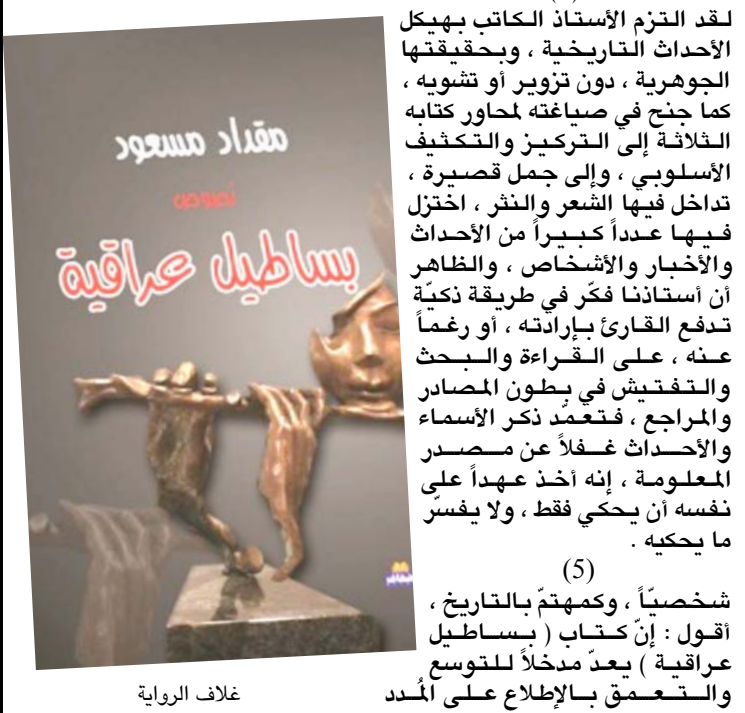 لقد التزم الأستاذ الكاتب بهيكل
الأحداث التاريخية ، وبحقيقتها
الجوهرية ، دون تزوير أو تشويه ،
كما جنح في صياغته لمحاور كتابه
الثلاثة إلى التركيز والتكثيف
الأسلوبي ، وإلى جمل قصيرة ،
تداخل فيها الشعر والنثر ، اختزل
فيها عدداً كبيراً من الأحداث
والأخبار والأشخاص ، والظاهر
أن أستاذنا فكّر في طريقة ذكيّة
تدفع القارئ بإرادته ، أو رغماً
عنه ، على القراءة والبحث
والتفتيش في بطون المصادر
والمراجع ، فتعمّد ذكر الأسماء
والأحداث غفلاً عن مصدر
المعلومة ، إنه أخذ عهداً على
نفسه أن يحكي فقط ، ولا يفسّر
ما يحكيه .
(5)
شخصيّاً ، وكمهتمّ بالتاريخ ،
أقول : إنّ كتاب ( بساطيل
عراقية ) يعدّ مدخلاً للتوسع
والتعمق بالإطلاع على المُدد
مقداد مسعود
نصوص
بساطيل عراقية
غلاف الرواية